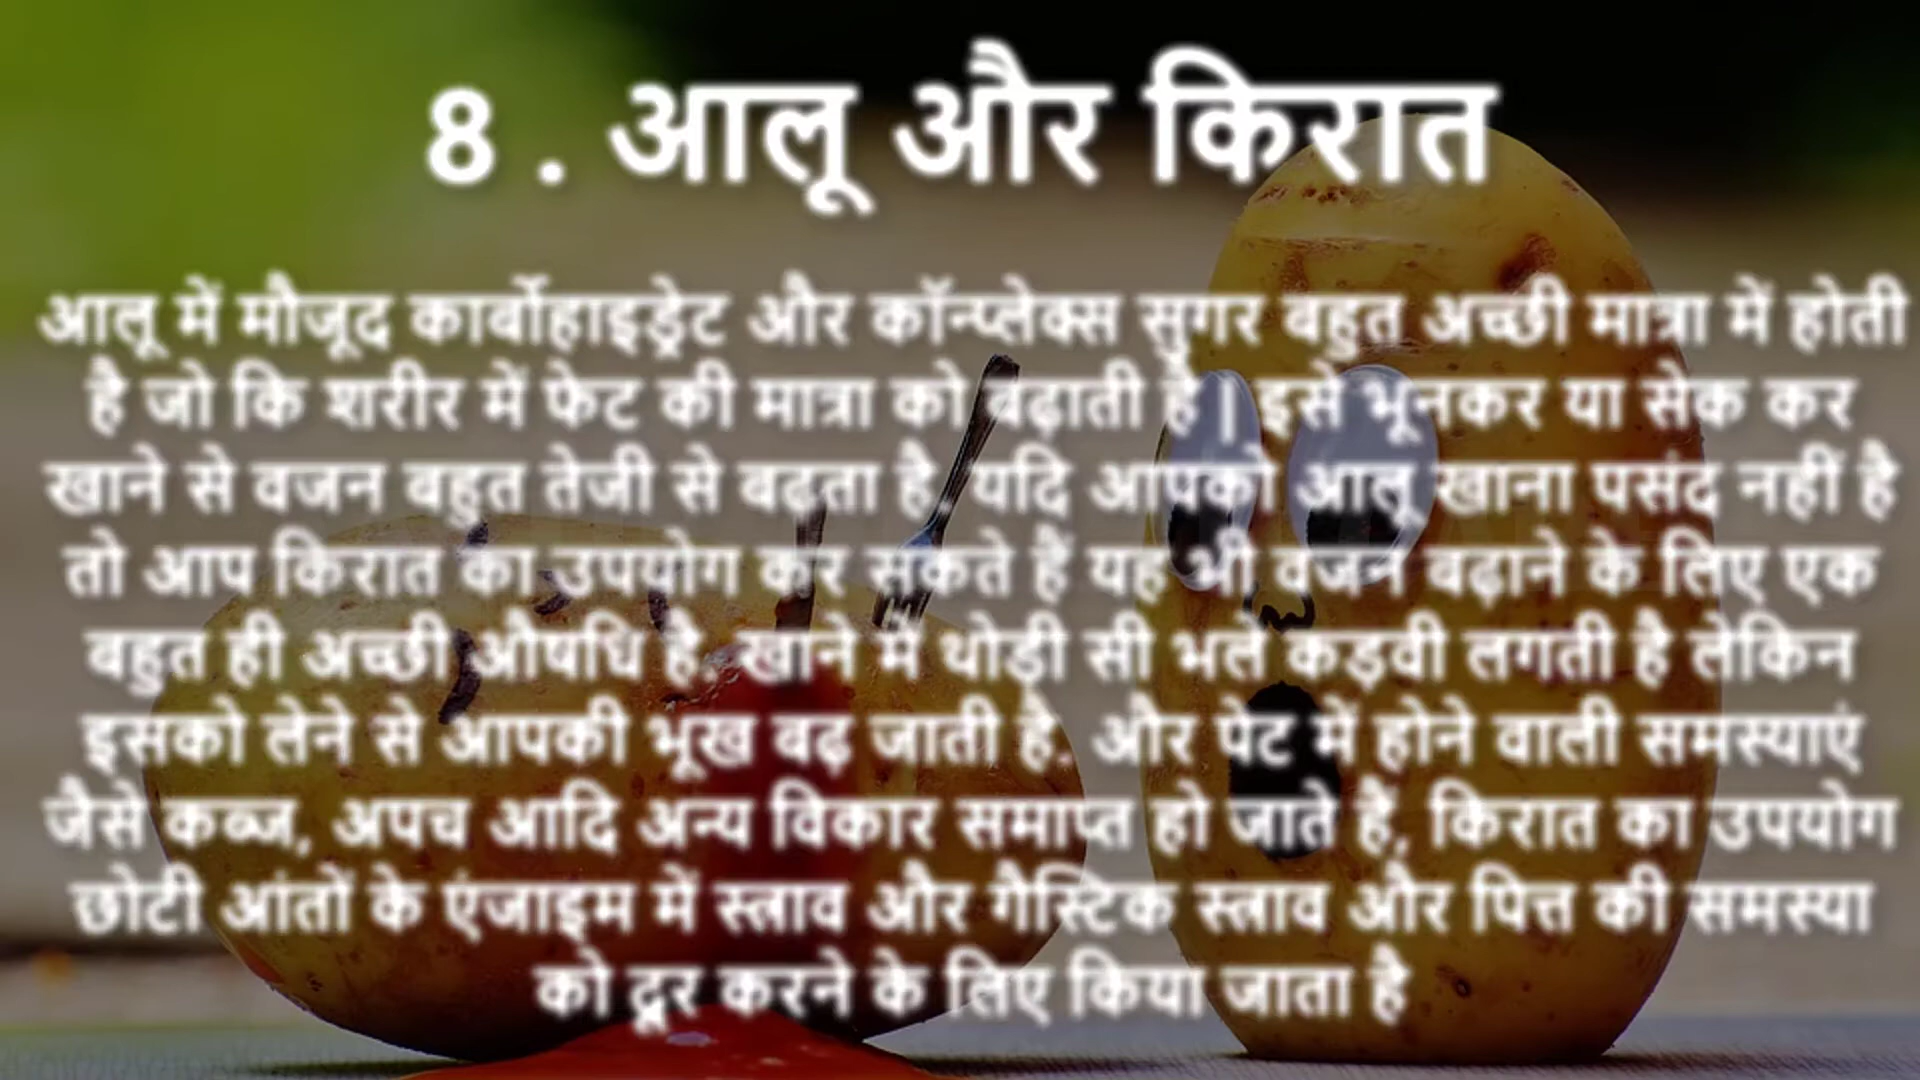 8 . आलू और किरात
आलू में मौजूद कार्बोहाइड्रेट और कॉम्प्लेक्स सुगर बहुत अच्छी मात्रा में होती
है जो कि शरीर में फेट की मात्रा को बढ़ाती है | इसे भूनकर या सेक कर
खाने से वजन बहुत तेजी से बढ़ता है. यदि आपको आलू खाना पसंद नहीं है
तो आप किरात का उपयोग कर सकते हैं यह भी वजन बढ़ाने के लिए एक
बहुत ही अच्छी औषधि है. खाने में थोड़ी सी भले कड़वी लगती है लेकिन
इसको लेने से आपकी भूख बढ़ जाती है. और पेट में होने वाली समस्याएं
जैसे कब्ज, अपच आदि अन्य विकार समाप्त हो जाते हैं, किरात का उपयोग
छोटी आंतों के एंजाइम में स्त्राव और गैस्टिक स्त्राव और पित्त की समस्या
को दूर करने के लिए किया जाता है